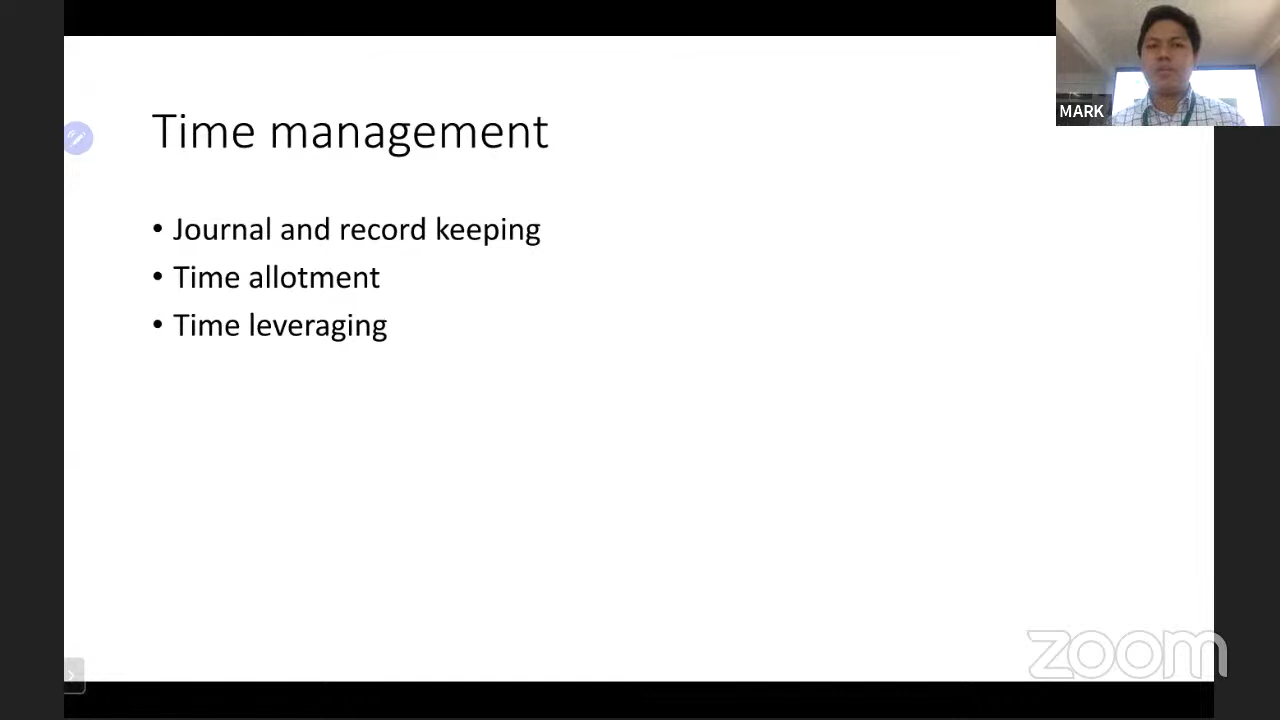 Time management
• Journal and record keeping
• Time allotment
• Time leveraging
MARK
zoom